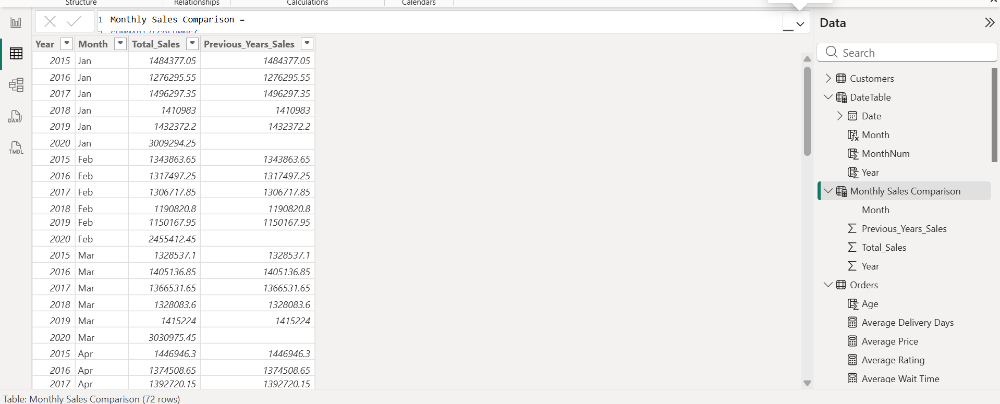 Structure Relationships Calculations Calendars
1 Monthly Sales Comparison =
2 SUMMARIZECOLUMNS(
Data
Search
Year Month Total_Sales Previous_Years_Sales
2015 Jan 1484377.05 1484377.05
2016 Jan 1276295.55 1276295.55
2017 Jan 1496297.35 1496297.35
2018 Jan 1410983 1410983
2019 Jan 1432372.2 1432372.2
2020 Jan 3009294.25
2015 Feb 1343863.65 1343863.65
2016 Feb 1317497.25 1317497.25
2017 Feb 1306717.85 1306717.85
2018 Feb 1190820.8 1190820.8
2019 Feb 1150167.95 1150167.95
2020 Feb 2455412.45
2015 Mar 1328537.1 1328537.1
2016 Mar 1405136.85 1405136.85
2017 Mar 1366531.65 1366531.65
2018 Mar 1328083.6 1328083.6
2019 Mar 1415224 1415224
2020 Mar 3030975.45
2015 Apr 1446946.3 1446946.3
2016 Apr 1374508.65 1374508.65
2017 Apr 1392720.15 1392720.15
DAX
TMDL
Customers
DateTable
Date
Month
MonthNum
Year
Monthly Sales Comparison
Month
Previous_Years_Sales
Total_Sales
Year
Orders
Age
Average Delivery Days
Average Price
Average Rating
Average Wait Time
Table: Monthly Sales Comparison (72 rows)